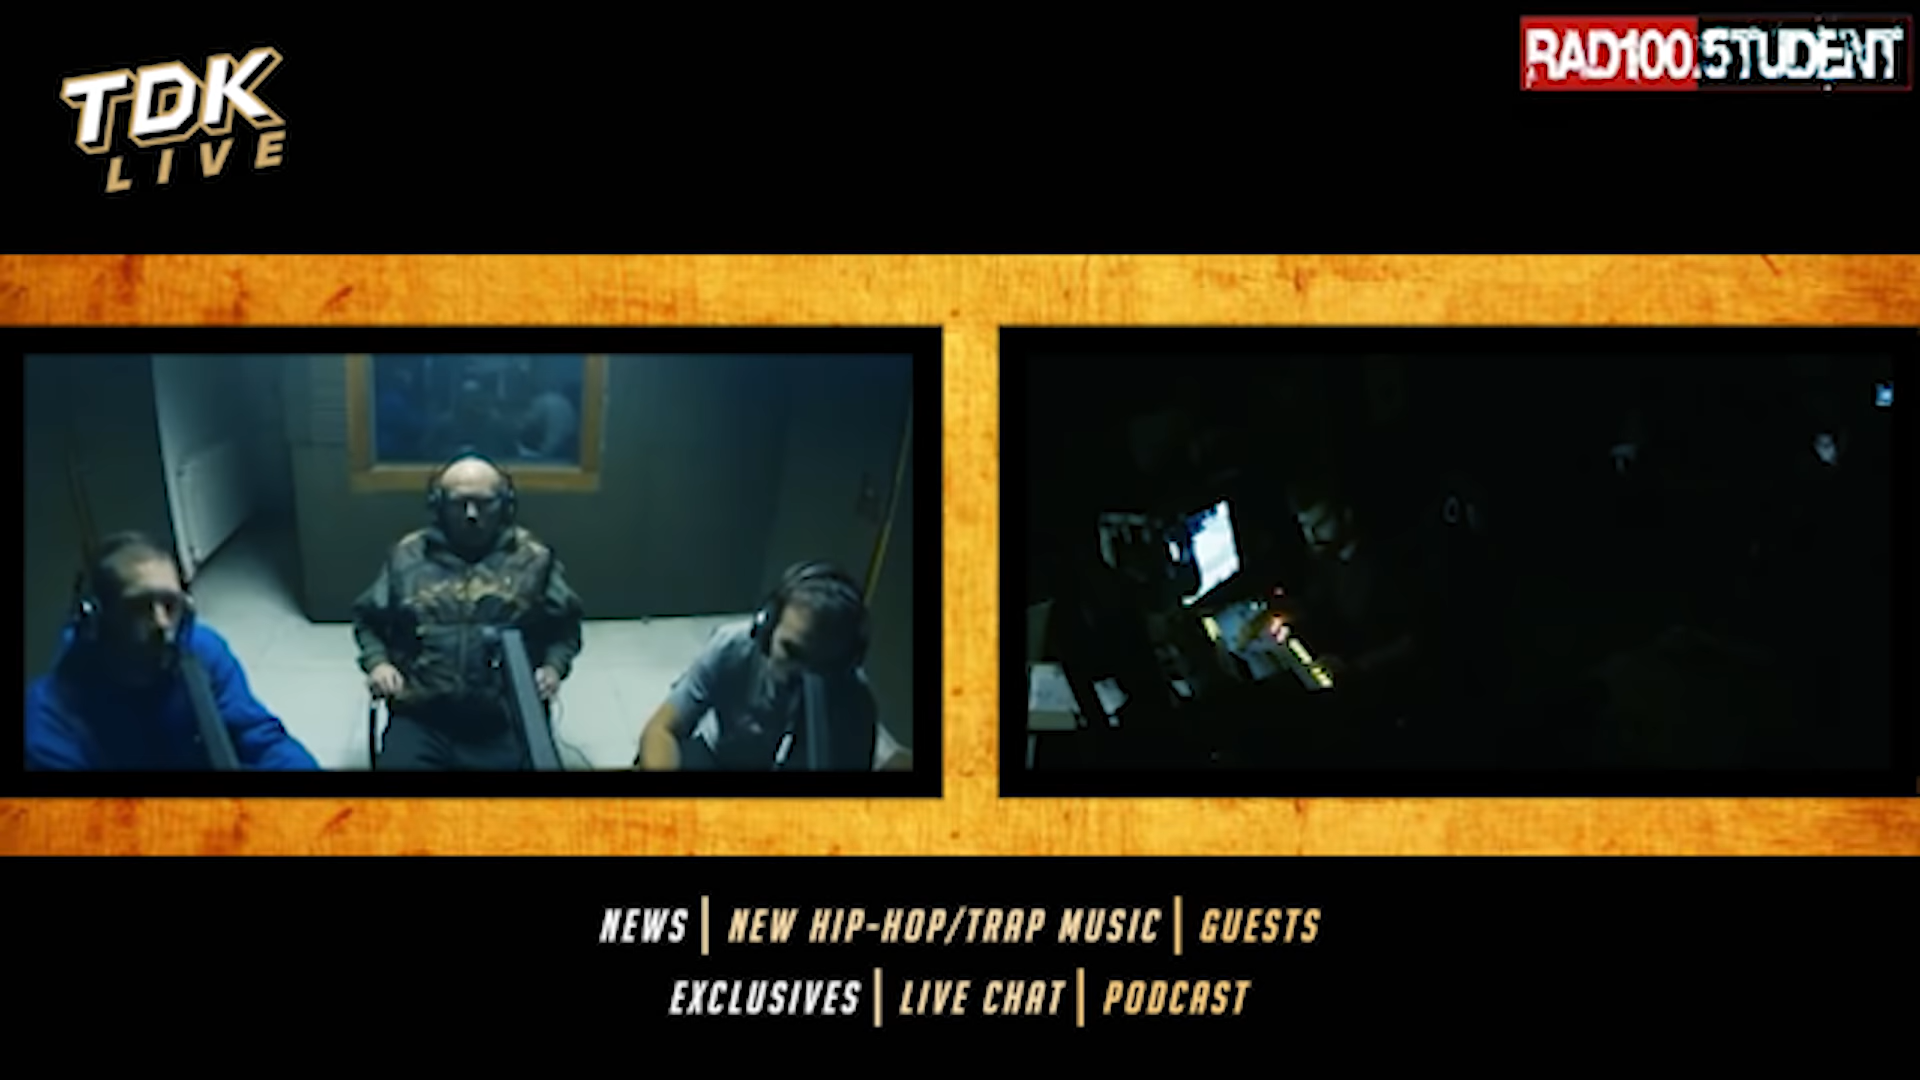 TDK
LIVE
RAD100.STUDENT
NEWS | NEW HIP-HOP/TRAP MUSIC | GUESTS
EXCLUSIVES | LIVE CHAT | PODCAST